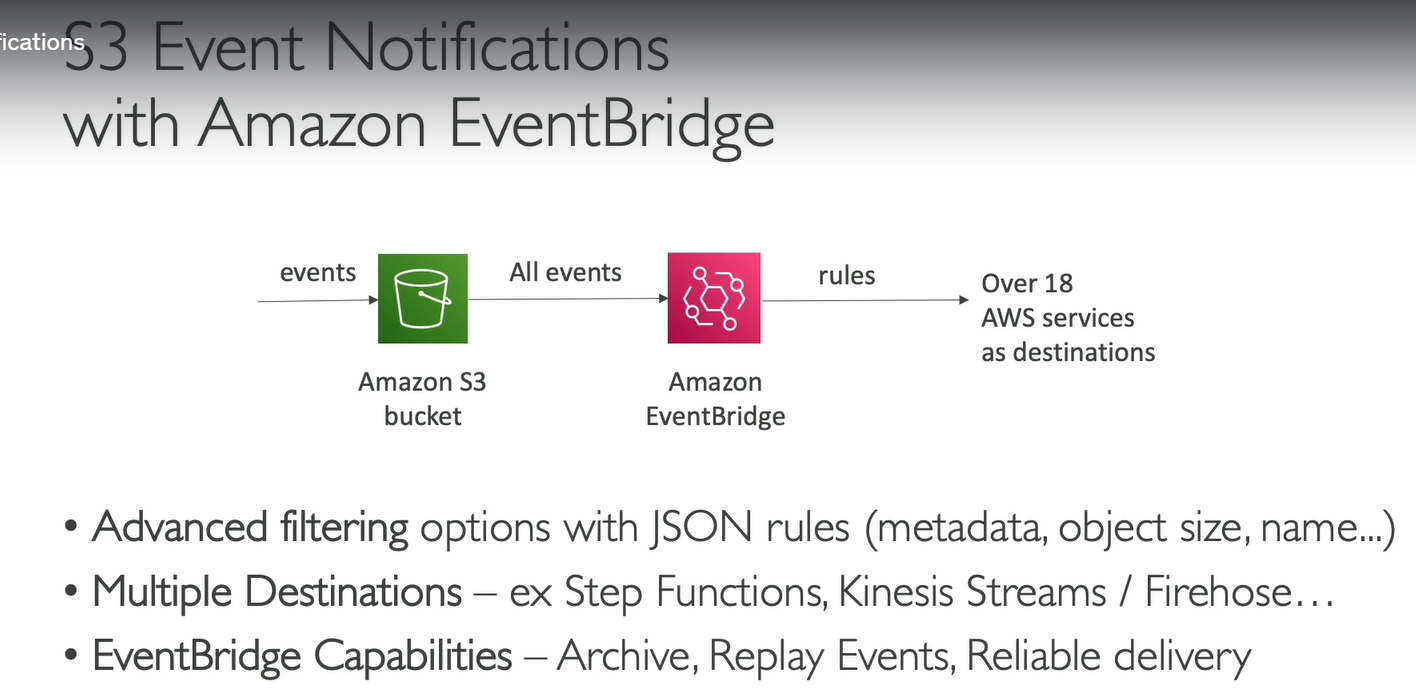 S3 Event Notifications
fications
with Amazon EventBridge
events
All events
rules
Over 18
AWS services
as destinations
Amazon S3
bucket
Amazon
EventBridge
• Advanced filtering options with JSON rules (metadata, object size, name...)
• Multiple Destinations – ex Step Functions, Kinesis Streams / Firehose…
• EventBridge Capabilities – Archive, Replay Events, Reliable delivery